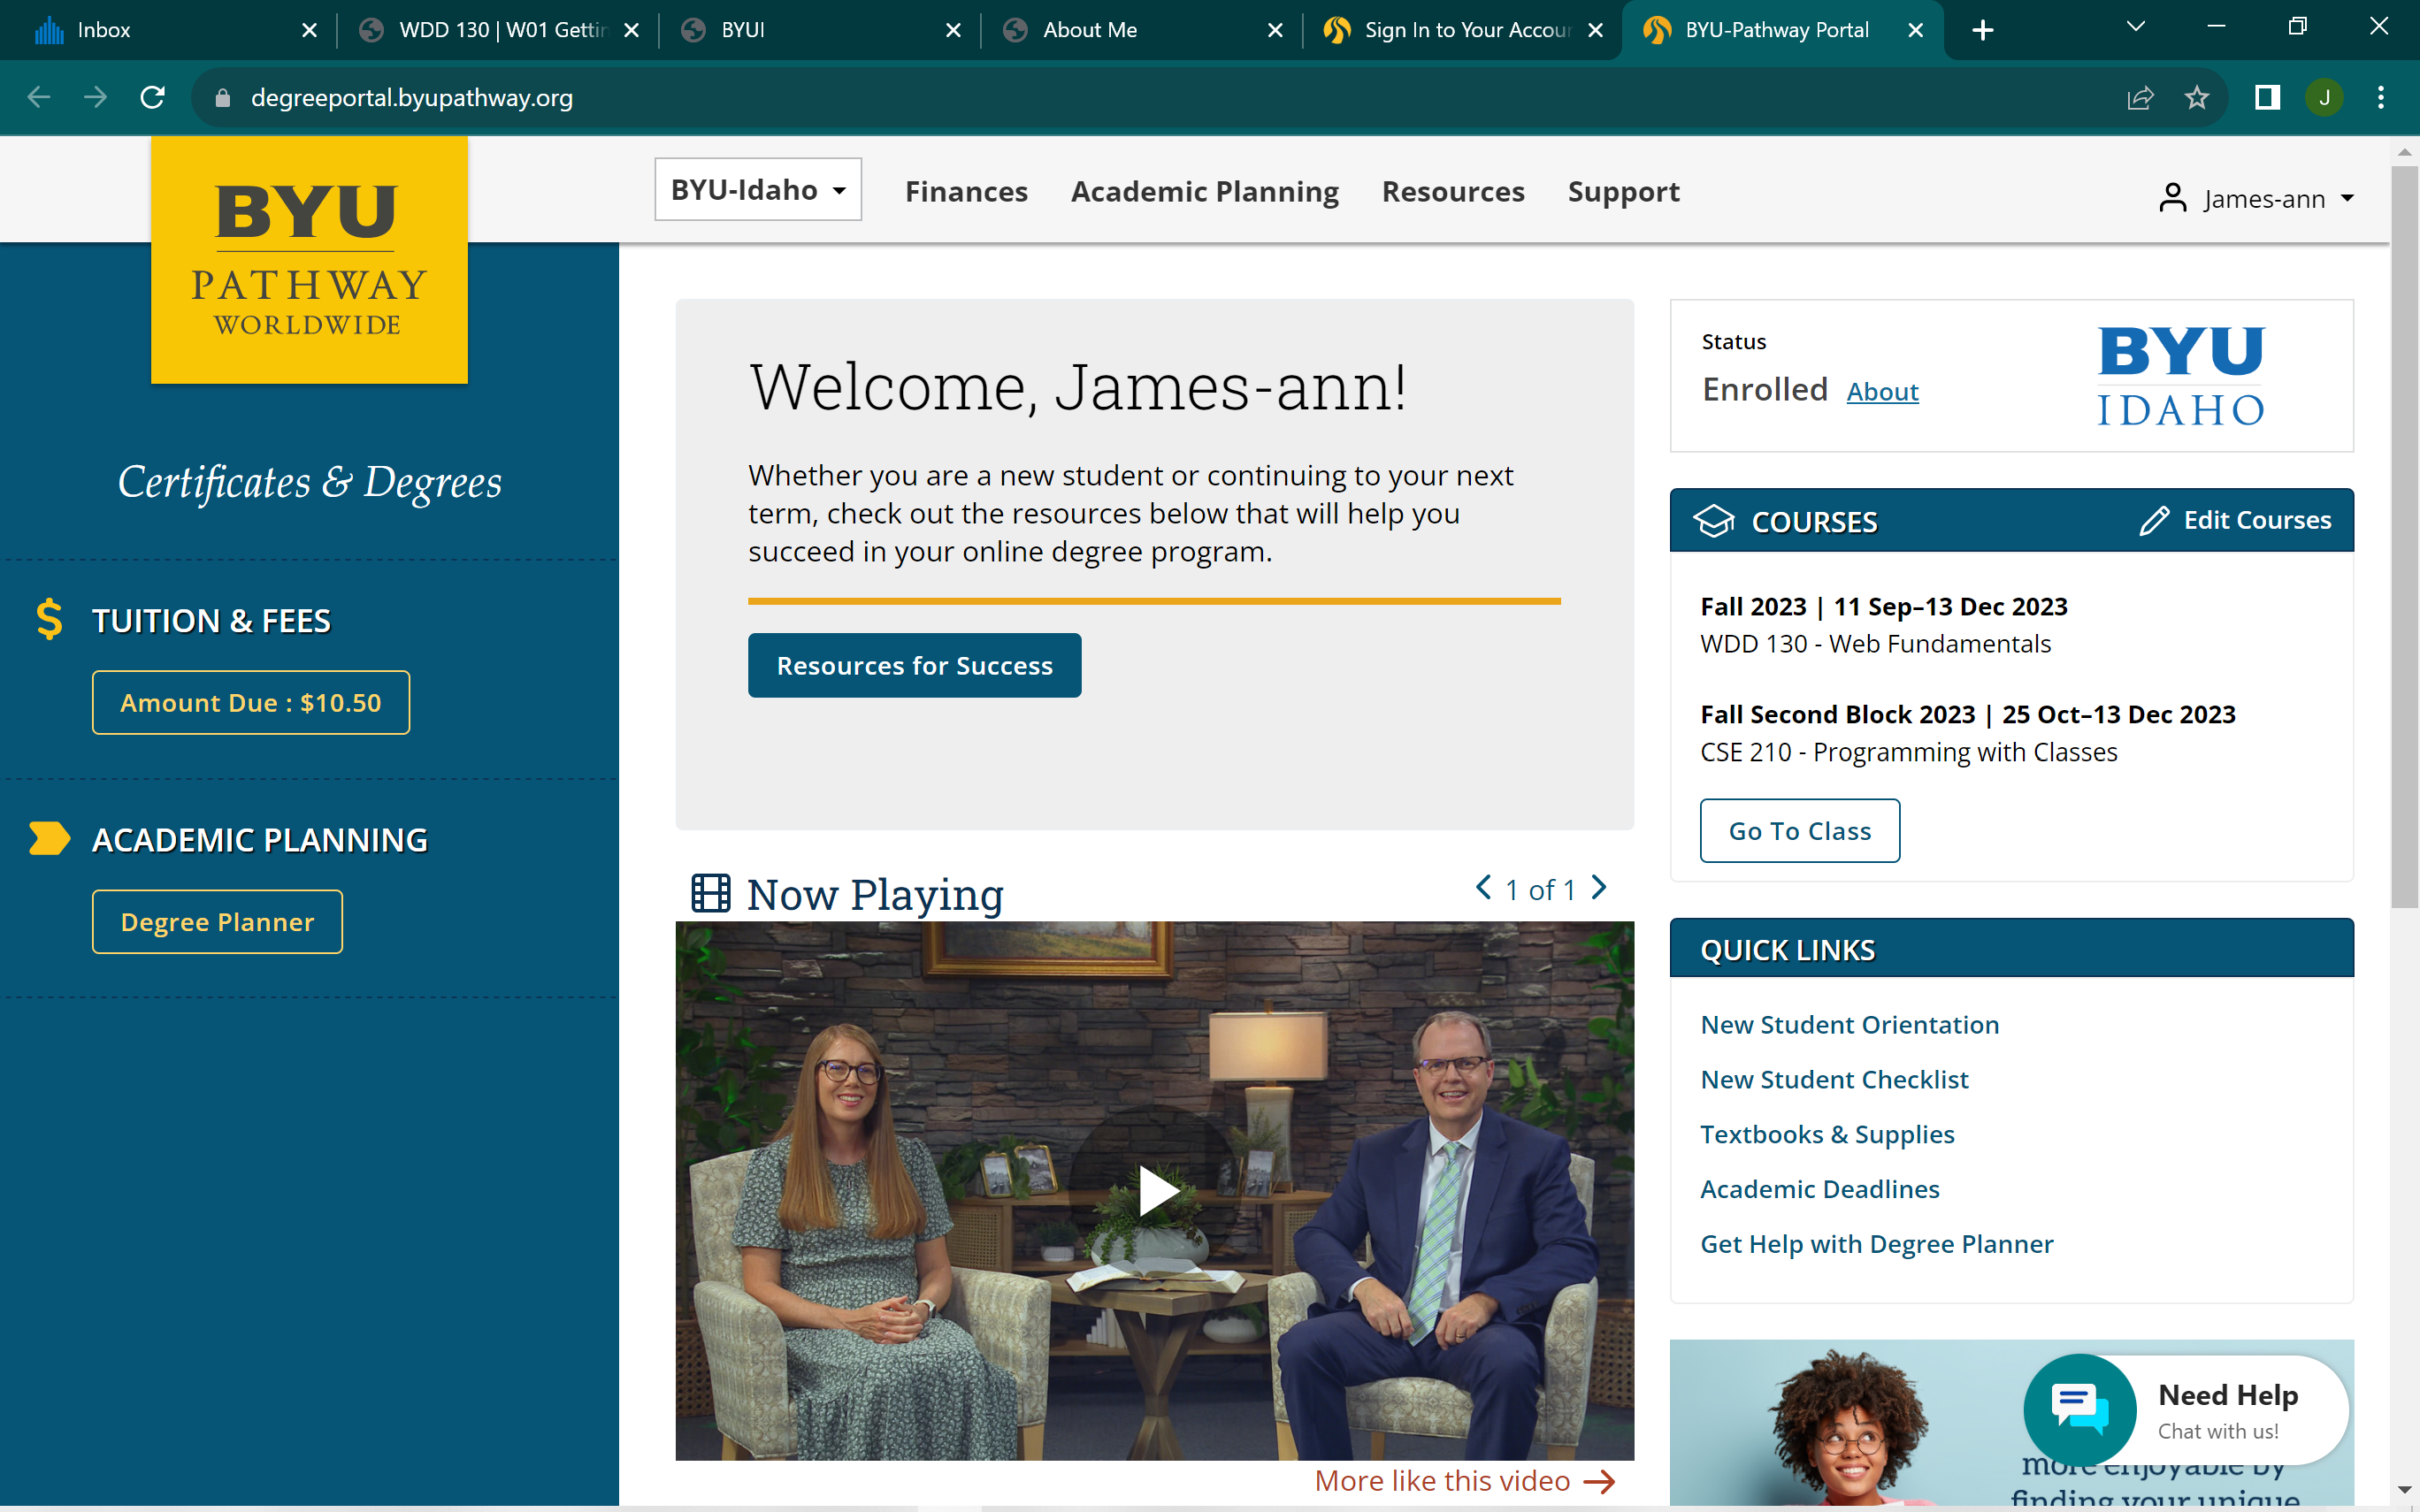 Inbox
WDD 130 | W01 Gettin
BYUI
About Me
Sign In to Your Accour
BYU-Pathway Portal
degreeportal.byupathway.org
J
BYU
PATHWAY
WORLDWIDE
BYU-Idaho
Finances
Academic Planning
Resources
Support
James-ann
Certificates & Degrees
TUITION & FEES
Amount Due : $10.50
ACADEMIC PLANNING
Degree Planner
Welcome, James-ann!
Whether you are a new student or continuing to your next
term, check out the resources below that will help you
succeed in your online degree program.
Resources for Success
Now Playing
1 of 1
More like this video
Status
Enrolled About
BYU
IDAHO
COURSES
Edit Courses
Fall 2023 | 11 Sep–13 Dec 2023
WDD 130 - Web Fundamentals
Fall Second Block 2023 | 25 Oct–13 Dec 2023
CSE 210 - Programming with Classes
Go To Class
QUICK LINKS
New Student Orientation
New Student Checklist
Textbooks & Supplies
Academic Deadlines
Get Help with Degree Planner
Need Help
Chat with us!
more enjoyable by
finding your unique